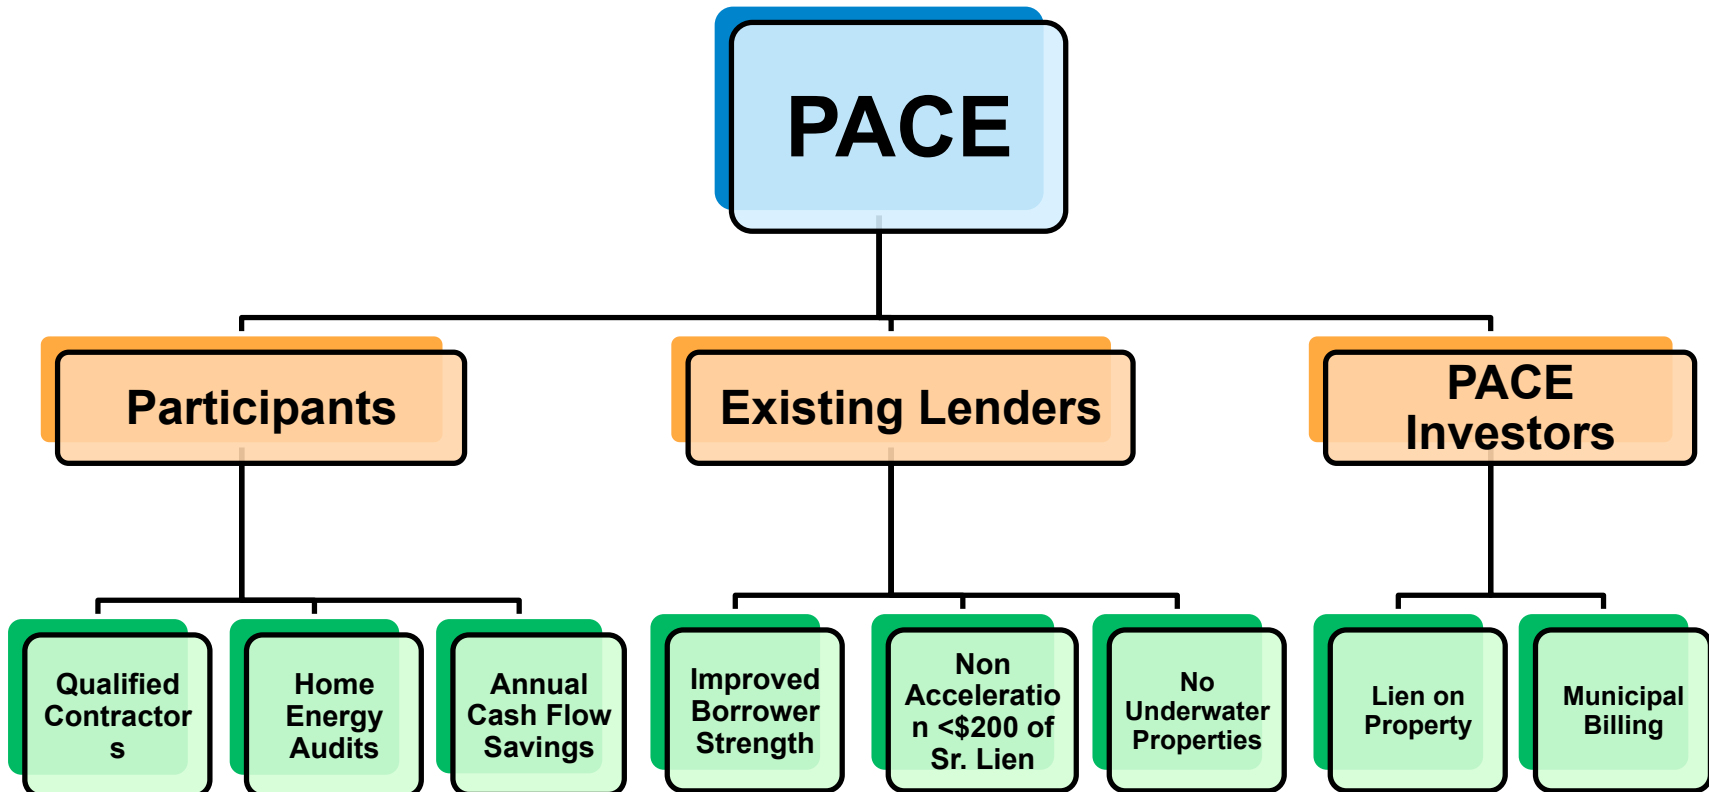 PACE
Participants
Existing Lenders
PACE
Investors
Qualified
Contractor
s
Home
Energy
Audits
Annual
Cash Flow
Savings
Improved
Borrower
Strength
Non
Acceleratio
n <$200 of
Sr. Lien
No
Underwater
Properties
Lien on
Property
Municipal
Billing